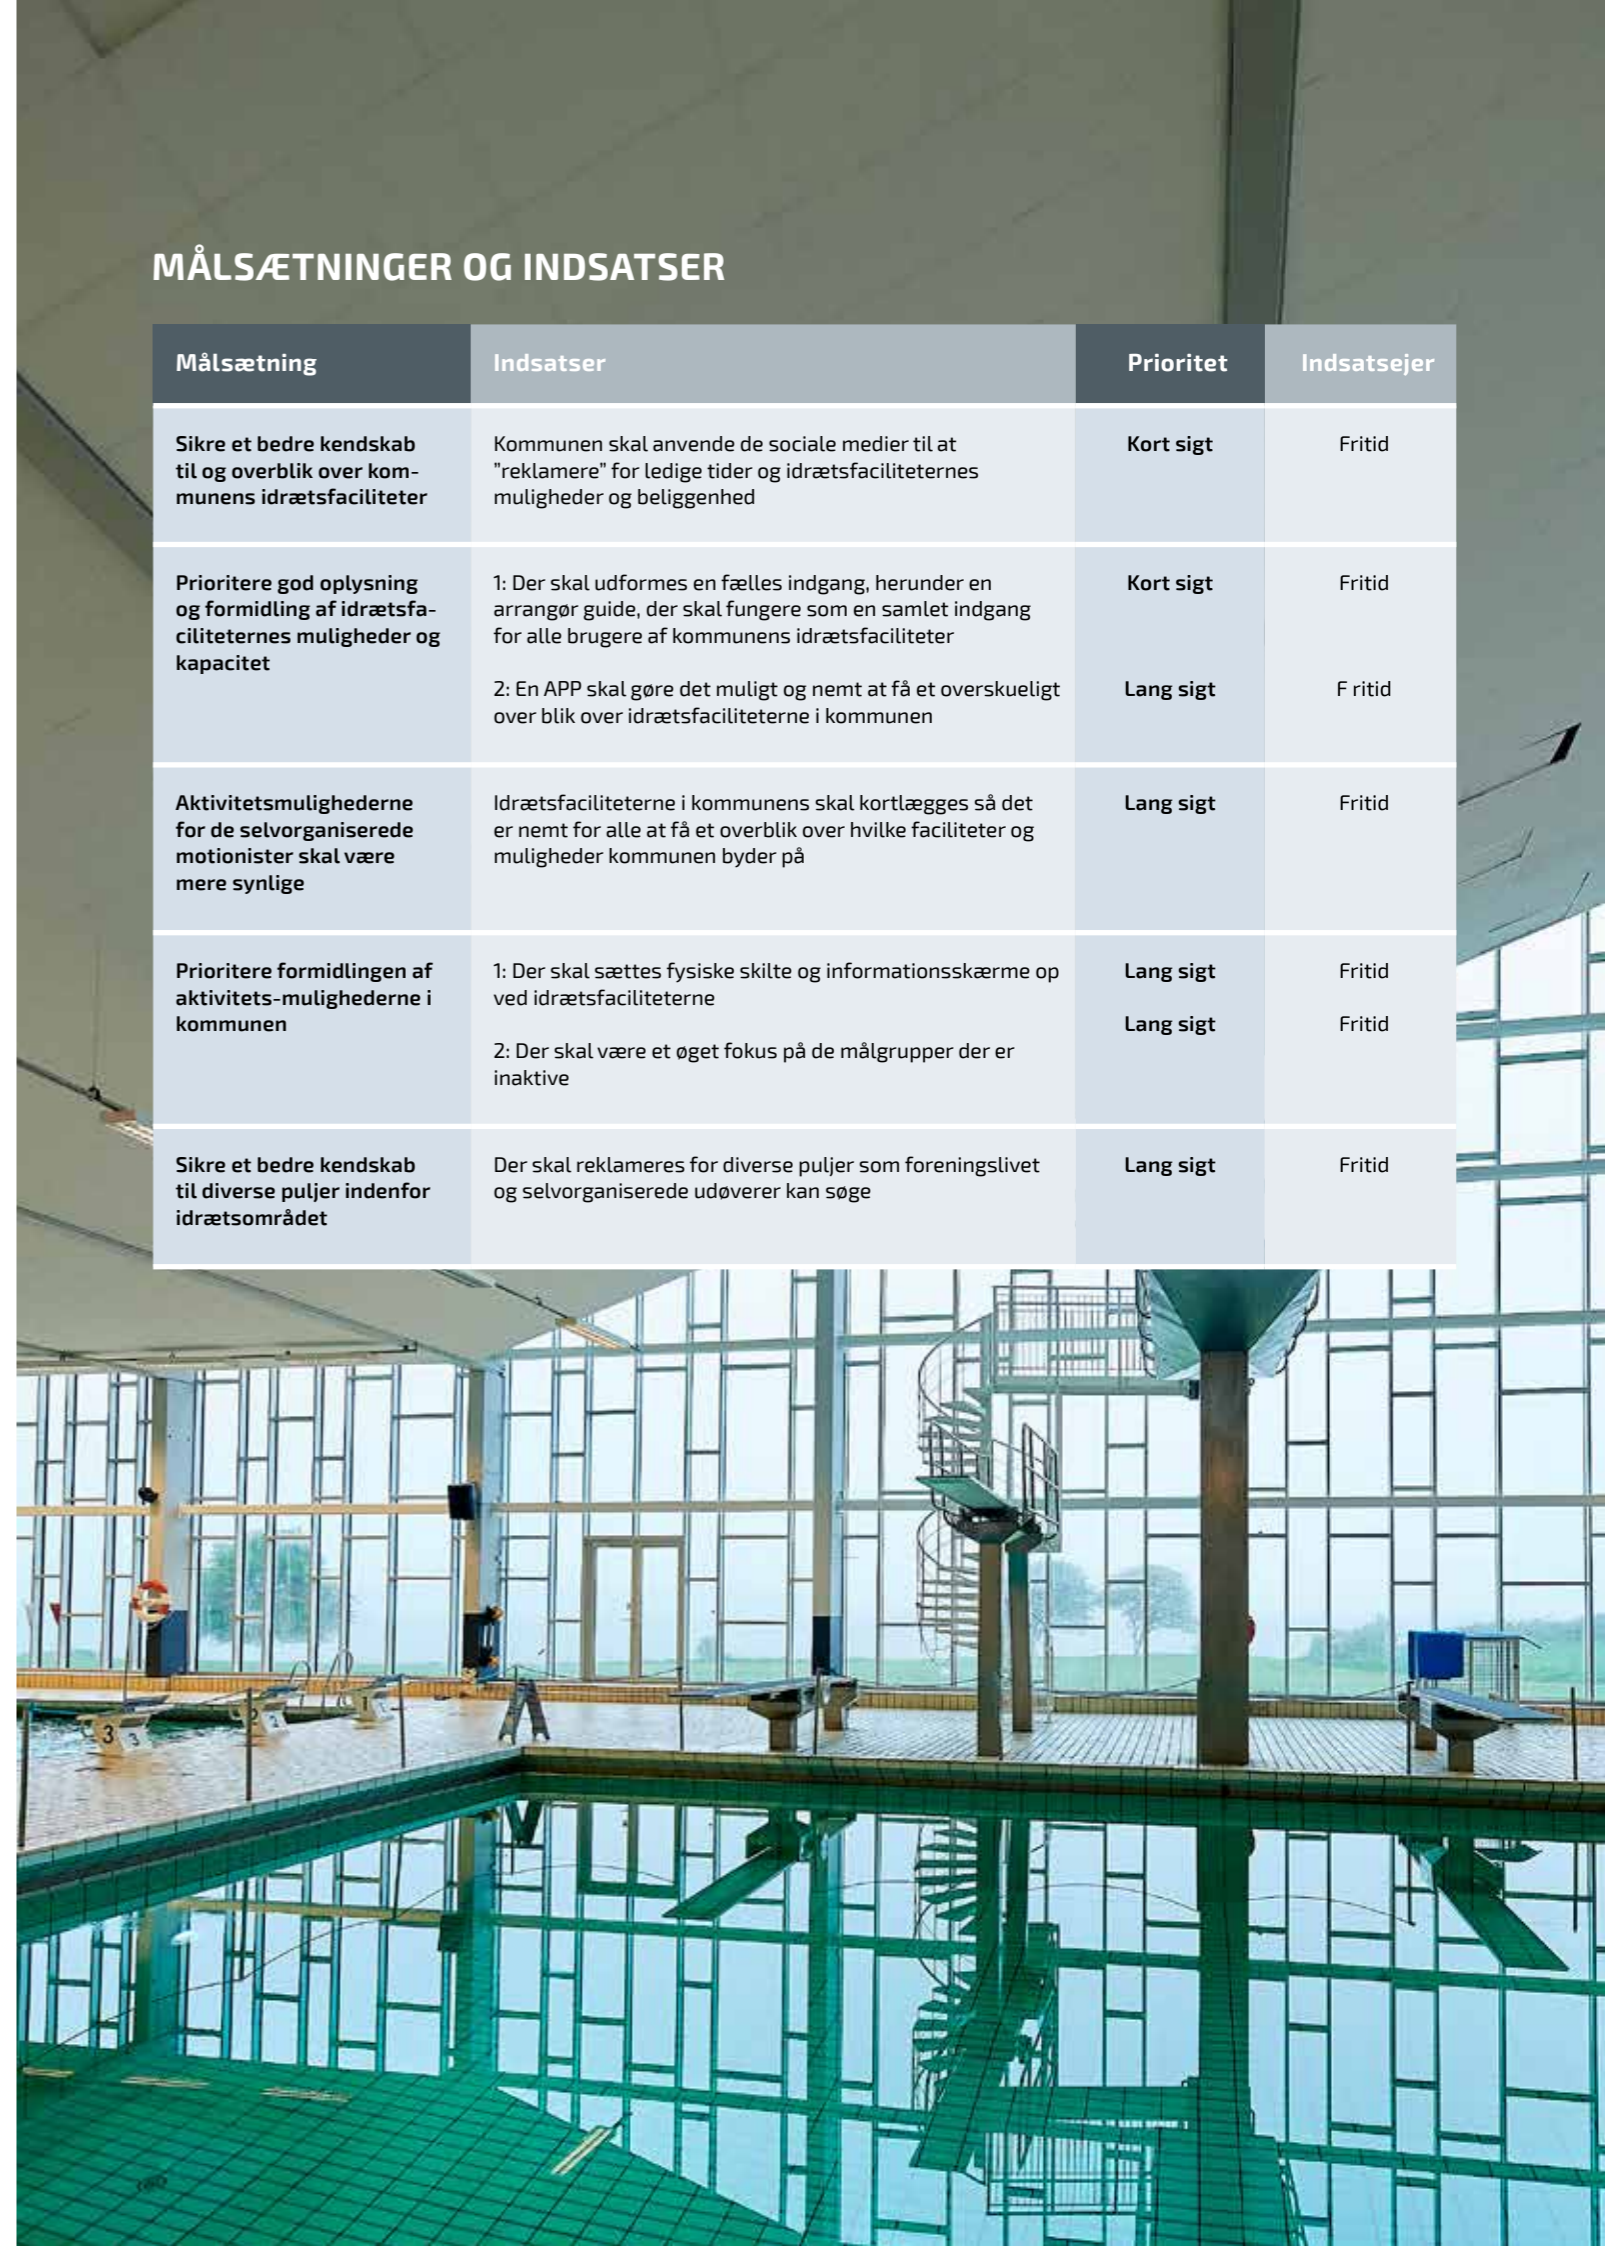 MÅLSÆTNINGER OG INDSATSER
Målsætning Indsatser Prioritet Indsatsejer
Sikre et bedre kendskab
til og overblik over kom-
munens idrætsfaciliteter
Kommunen skal anvende de sociale medier til at
”reklamere” for ledige tider og idrætsfaciliteternes
muligheder og beliggenhed
Kort sigt
Fritid
Prioritere god oplysning
og formidling af idrætsfa-
ciliteternes muligheder og
kapacitet
1: Der skal udformes en fælles indgang, herunder en
arrangør guide, der skal fungere som en samlet indgang
for alle brugere af kommunens idrætsfaciliteter
Kort sigt
Fritid
2: En APP skal gøre det muligt og nemt at få et overskueligt
over blik over idrætsfaciliteterne i kommunen
Lang sigt
F ritid
Aktivitetsmulighederne
for de selvorganiserede
motionister skal være
mere synlige
Idrætsfaciliteterne i kommunens skal kortlægges så det
er nemt for alle at få et overblik over hvilke faciliteter og
muligheder kommunen byder på
Lang sigt
Fritid
Prioritere formidlingen af
aktivitets-mulighederne i
kommunen
1: Der skal sættes fysiske skilte og informationsskærme op
ved idrætsfaciliteterne
Lang sigt
Fritid
2: Der skal være et øget fokus på de målgrupper der er
inaktive
Lang sigt
Fritid
Sikre et bedre kendskab
til diverse puljer indenfor
idrætsområdet
Der skal reklameres for diverse puljer som foreningslivet
og selvorganiserede udøverer kan søge
Lang sigt
Fritid
3 3
2 2
1